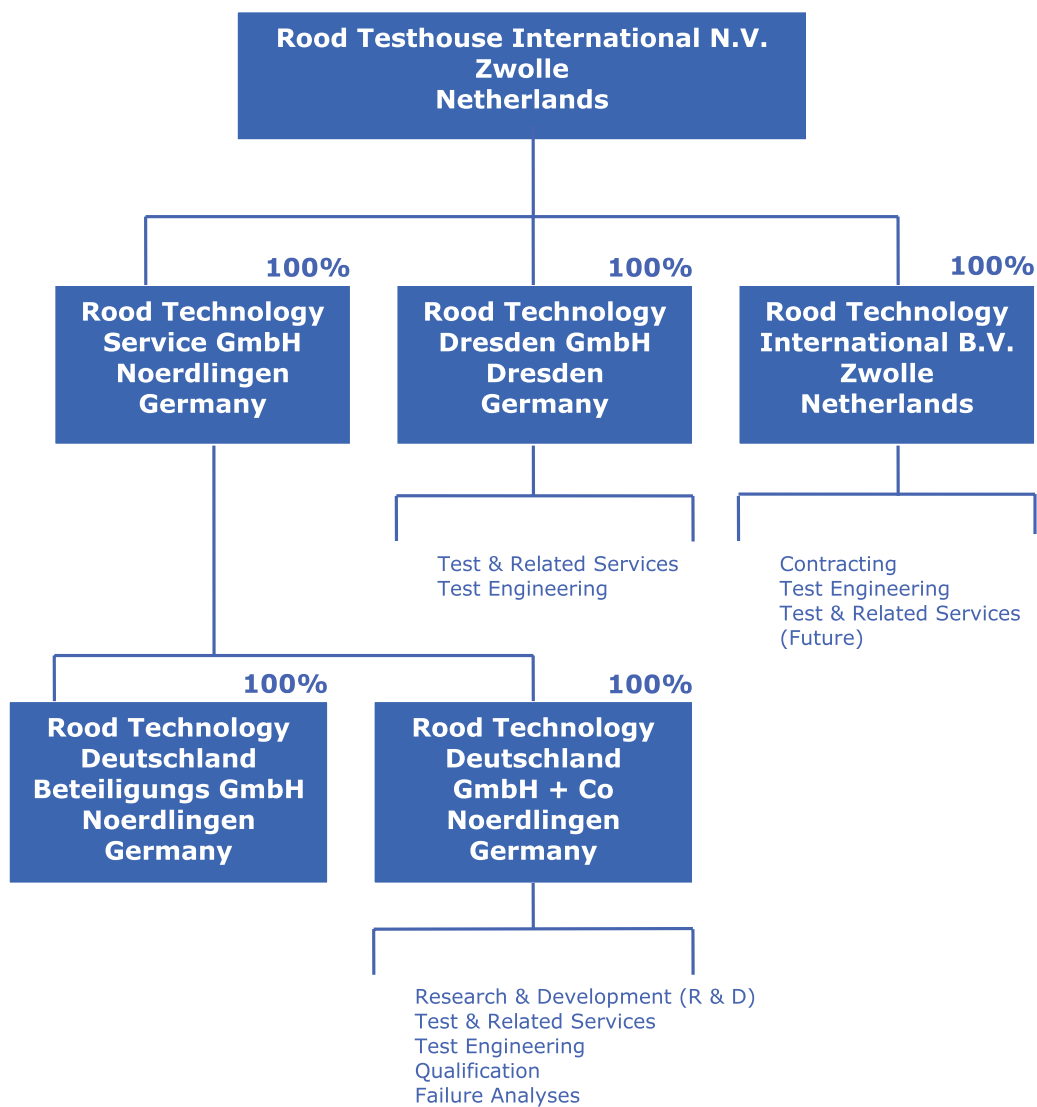 Rood Testhouse International N.V.
Zwolle
Netherlands
100%
Rood Technology
Service GmbH
Noerdlingen
Germany
100%
Rood Technology
Dresden GmbH
Dresden
Germany
100%
Rood Technology
International B.V.
Zwolle
Netherlands
Test & Related Services
Test Engineering
Contracting
Test Engineering
Test & Related Services
(Future)
100%
Rood Technology
Deutschland
Beteiligungs GmbH
Noerdlingen
Germany
100%
Rood Technology
Deutschland
GmbH + Co
Noerdlingen
Germany
Research & Development (R & D)
Test & Related Services
Test Engineering
Qualification
Failure Analyses